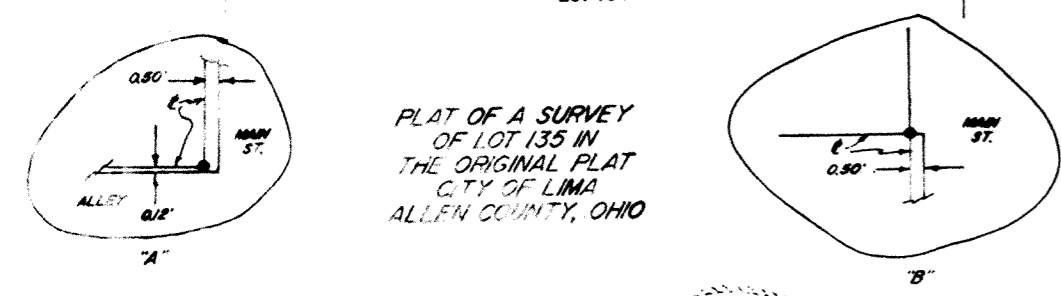 0.50'
℄
MAIN
ST.
ALLEY
0.12'
"A"
PLAT OF A SURVEY
OF LOT 135 IN
THE ORIGINAL PLAT
CITY OF LIMA
ALLEN COUNTY, OHIO
MAIN
ST.
℄
0.50'
"B"